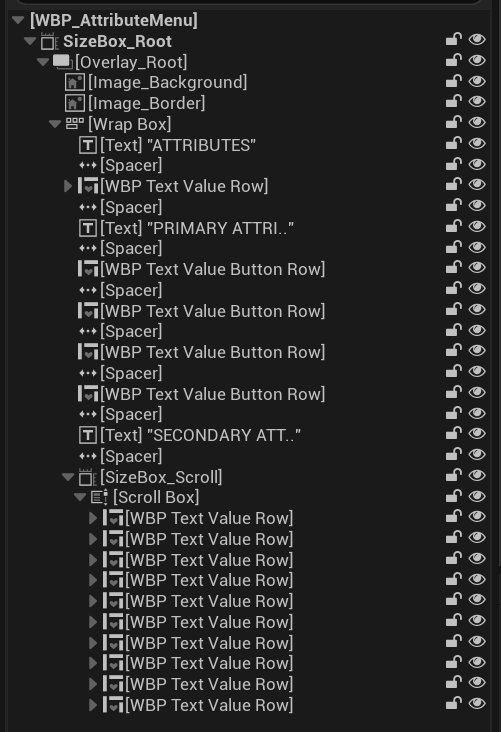 [WBP_AttributeMenu]
SizeBox_Root
[Overlay_Root]
[Image_Background]
[Image_Border]
[Wrap Box]
[Text] "ATTRIBUTES"
[Spacer]
[WBP Text Value Row]
[Spacer]
[Text] "PRIMARY ATTRI.."
[Spacer]
[WBP Text Value Button Row]
[Spacer]
[WBP Text Value Button Row]
[Spacer]
[WBP Text Value Button Row]
[Spacer]
[WBP Text Value Button Row]
[Spacer]
[Text] "SECONDARY ATT.."
[Spacer]
[SizeBox_Scroll]
[Scroll Box]
[WBP Text Value Row]
[WBP Text Value Row]
[WBP Text Value Row]
[WBP Text Value Row]
[WBP Text Value Row]
[WBP Text Value Row]
[WBP Text Value Row]
[WBP Text Value Row]
[WBP Text Value Row]
[WBP Text Value Row]